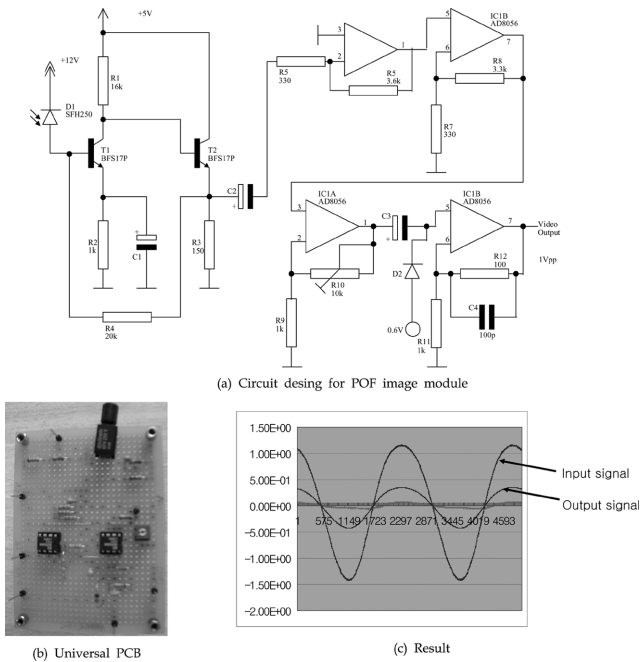 +5V
+12V
R1
16k
D1
SFH250
T1
BFS17P
T2
BFS17P
C2
+
R2
1k
+
C1
R3
150
R4
20k
R5
330
3
2
1
R5
3.6k
IC1B
AD8056
5
6
7
R8
3.3k
R7
330
IC1A
AD8056
3
2
1
C3
+
R10
10k
R9
1k
D2
0.6V
IC1B
AD8056
5
6
7
Video
Output
1Vpp
R12
100
C4
100p
R11
1k
(a) Circuit desing for POF image module
(b) Universal PCB
1.50E+00
1.00E+00
5.00E-01
0.00E+00
-5.00E-01
-1.00E+00
-1.50E+00
-2.00E+00
1 575 1149 1723 2297 2871 3445 4019 4593
Input signal
Output signal
(c) Result